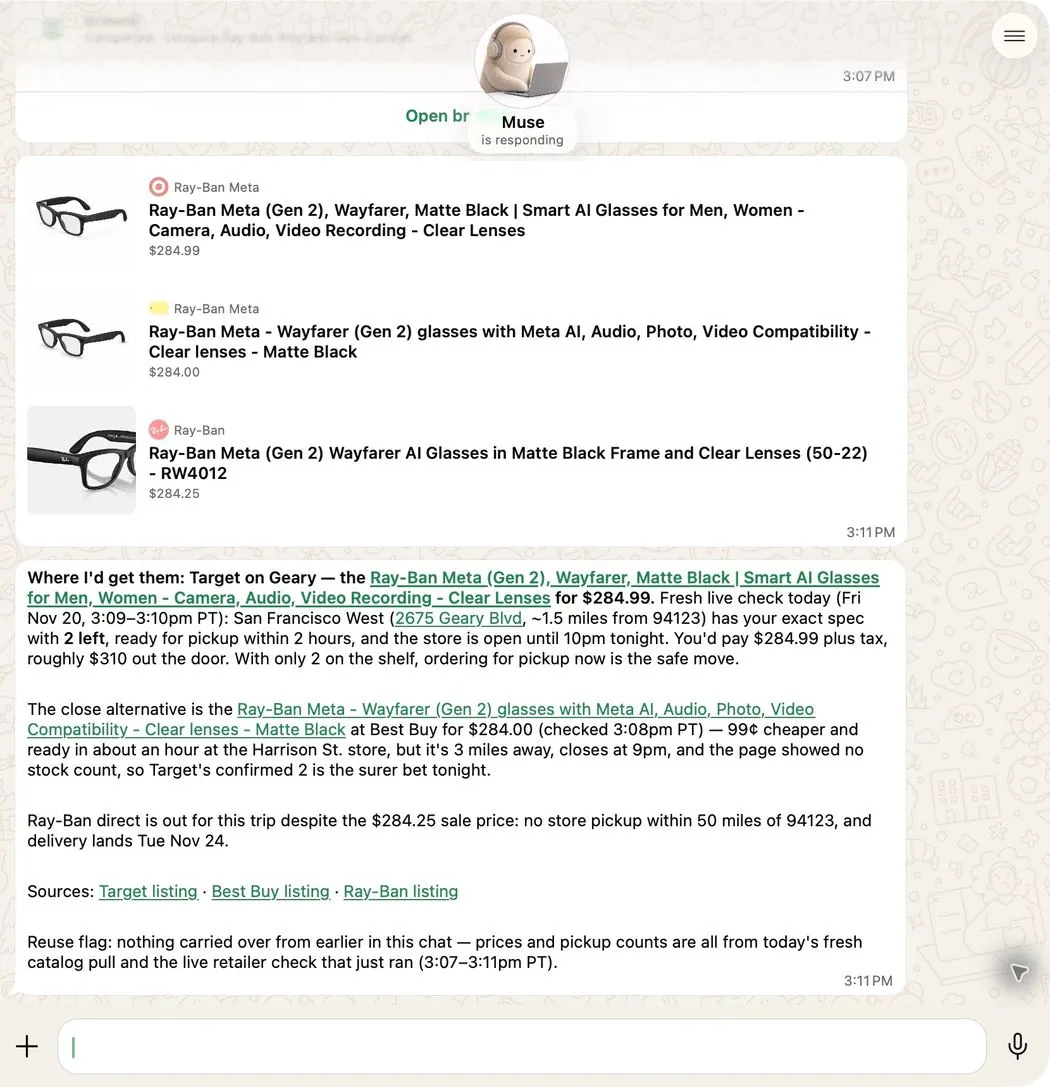 3:07 PM
Open br
Muse
is responding
Ray-Ban Meta
Ray-Ban Meta (Gen 2), Wayfarer, Matte Black | Smart AI Glasses for Men, Women -
Camera, Audio, Video Recording - Clear Lenses
$284.99
Ray-Ban Meta
Ray-Ban Meta - Wayfarer (Gen 2) glasses with Meta AI, Audio, Photo, Video Compatibility -
Clear lenses - Matte Black
$284.00
Ray-Ban
Ray-Ban Meta (Gen 2) Wayfarer AI Glasses in Matte Black Frame and Clear Lenses (50-22)
- RW4012
$284.25
3:11 PM
Where I'd get them: Target on Geary — the Ray-Ban Meta (Gen 2), Wayfarer, Matte Black | Smart AI Glasses
for Men, Women - Camera, Audio, Video Recording - Clear Lenses for $284.99. Fresh live check today (Fri
Nov 20, 3:09–3:10pm PT): San Francisco West (2675 Geary Blvd, ~1.5 miles from 94123) has your exact spec
with 2 left, ready for pickup within 2 hours, and the store is open until 10pm tonight. You'd pay $284.99 plus tax,
roughly $310 out the door. With only 2 on the shelf, ordering for pickup now is the safe move.
The close alternative is the Ray-Ban Meta - Wayfarer (Gen 2) glasses with Meta AI, Audio, Photo, Video
Compatibility - Clear lenses - Matte Black at Best Buy for $284.00 (checked 3:08pm PT) — 99¢ cheaper and
ready in about an hour at the Harrison St. store, but it's 3 miles away, closes at 9pm, and the page showed no
stock count, so Target's confirmed 2 is the surer bet tonight.
Ray-Ban direct is out for this trip despite the $284.25 sale price: no store pickup within 50 miles of 94123, and
delivery lands Tue Nov 24.
Sources: Target listing · Best Buy listing · Ray-Ban listing
Reuse flag: nothing carried over from earlier in this chat — prices and pickup counts are all from today's fresh
catalog pull and the live retailer check that just ran (3:07–3:11pm PT).
3:11 PM